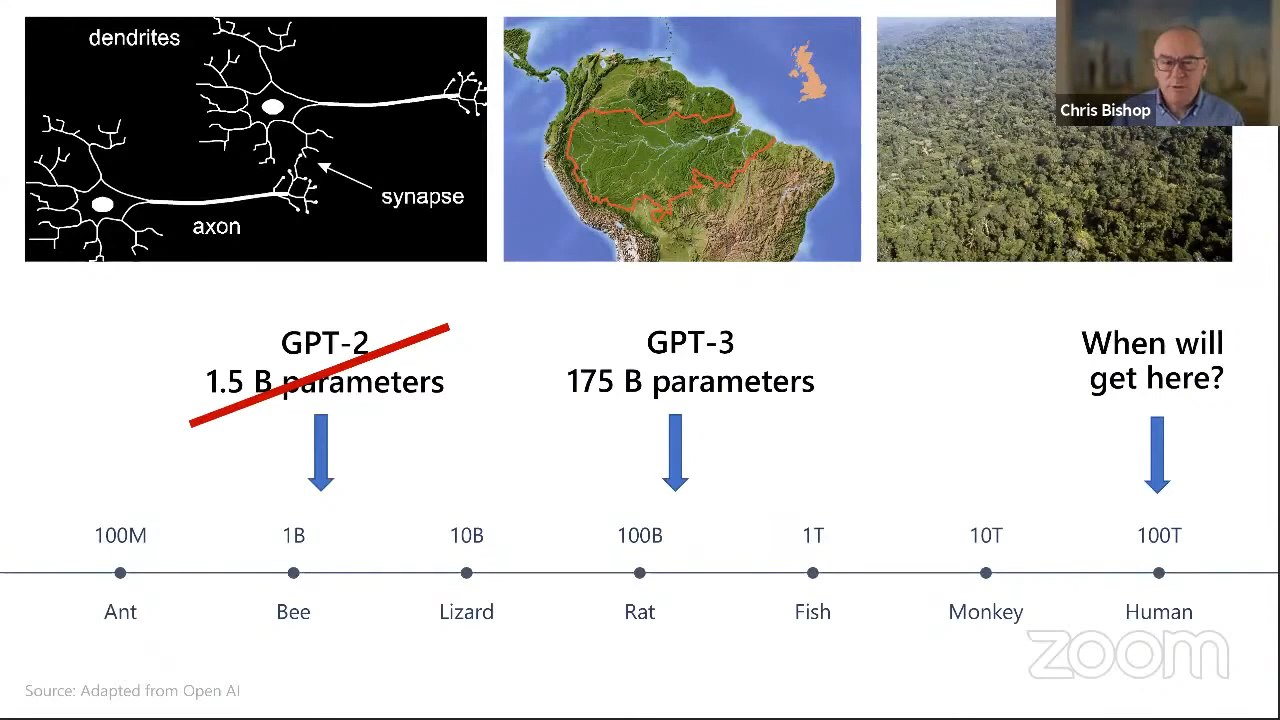 dendrites
synapse
axon
Chris Bishop
GPT-2
1.5 B parameters
GPT-3
175 B parameters
When will
get here?
100M
1B
10B
100B
1T
10T
100T
Ant
Bee
Lizard
Rat
Fish
Monkey
Human
zoom
Source: Adapted from Open AI